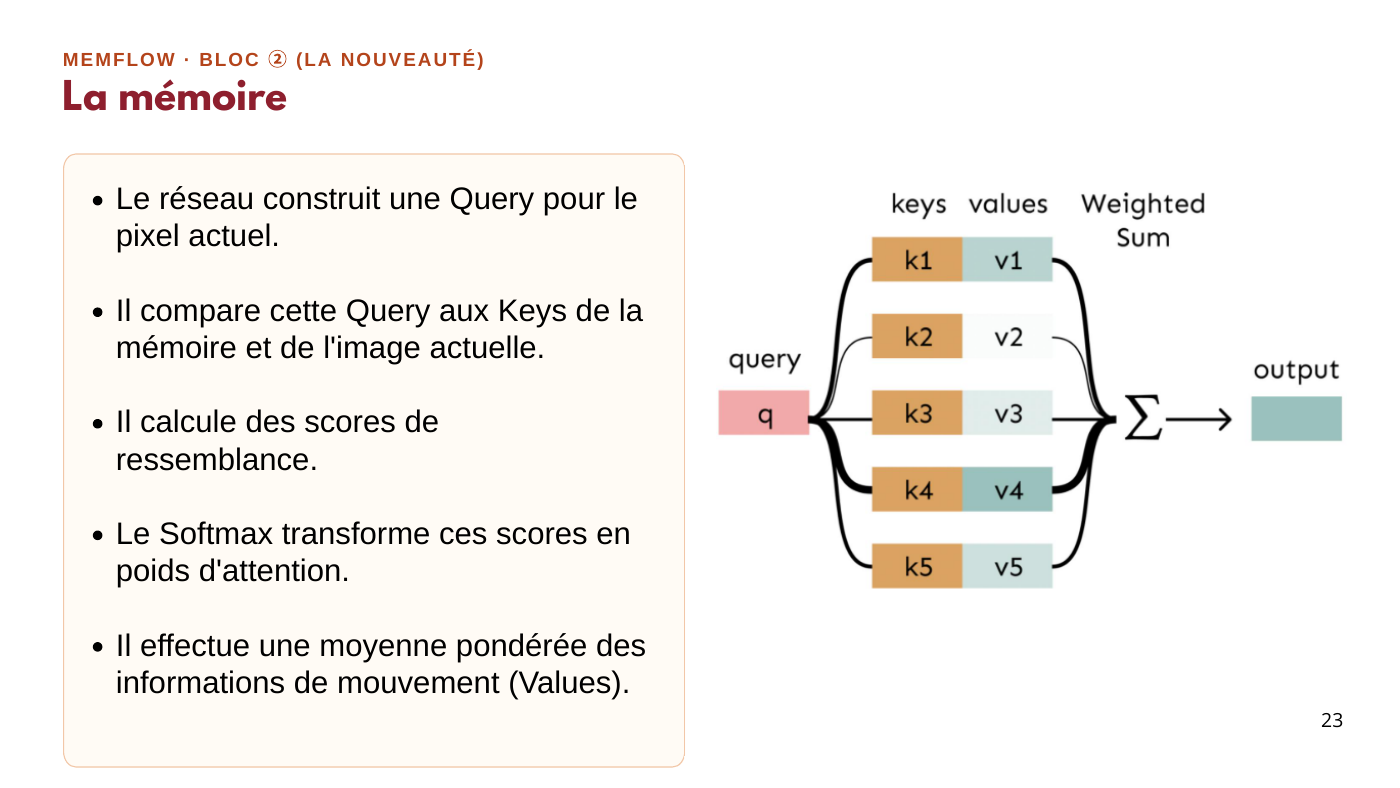 MEMFLOW · BLOC ② (LA NOUVEAUTÉ)
La mémoire
• Le réseau construit une Query pour le
pixel actuel.
• Il compare cette Query aux Keys de la
mémoire et de l'image actuelle.
• Il calcule des scores de
ressemblance.
• Le Softmax transforme ces scores en
poids d'attention.
• Il effectue une moyenne pondérée des
informations de mouvement (Values).
keys values Weighted
Sum
k1 v1
k2 v2
query
output
q
k3 v3
∑
k4 v4
k5 v5
23